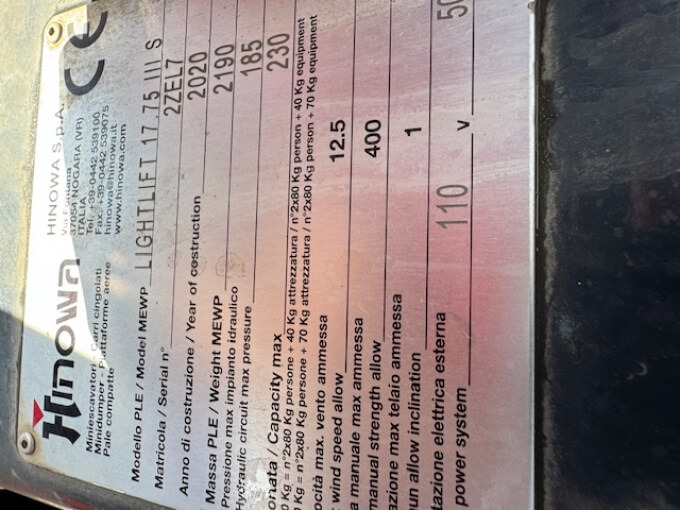 Hinowa
HINOWA S.p.A.
Via Fontana
37054 NOGARA (VR)
ITALIA
Tel: +39-0442 539100
Fax: +39-0442 539075
hinowa@hinowa.it
www.hinowa.com
CE
Miniescavatori - Carri cingolati
Minidumper - Piattaforme aeree
Pale compatte
Modello PLE / Model MEWP LIGHTLIFT 17.75 III S
Matricola / Serial n° 2ZEL7
Anno di costruzione / Year of costruction 2020
Massa PLE / Weight MEWP 2190
Pressione max impianto idraulico
Hydraulic circuit max pressure 185
onata / Capacity max 230
0 Kg = n°2x80 Kg persone + 40 Kg attrezzatura / n°2x80 Kg person + 40 Kg equipment
0 Kg = n°2x80 Kg persone + 70 Kg attrezzatura / n°2x80 Kg person + 70 Kg equipment
ocità max. vento ammessa
wind speed allow 12.5
a manuale max ammessa
manual strength allow 400
azione max telaio ammessa
un allow inclination 1
tazione elettrica esterna
power system 110 v 50